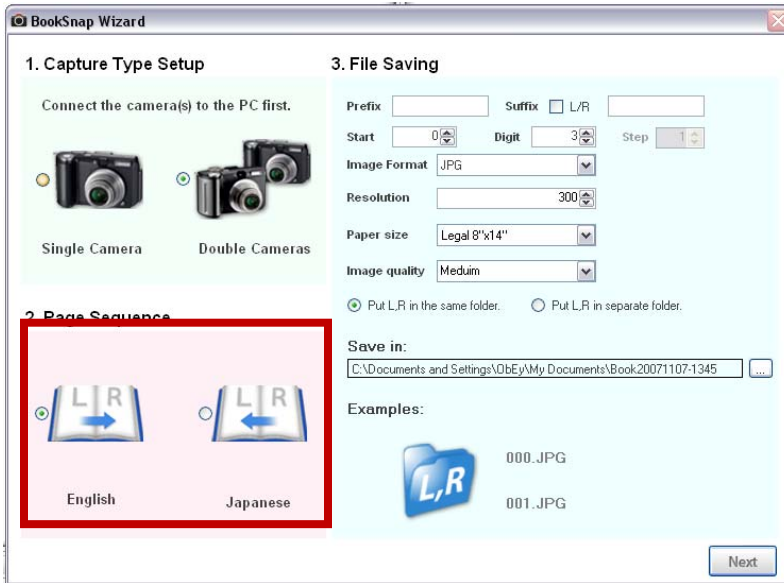 BookSnap Wizard
1. Capture Type Setup
Connect the camera(s) to the PC first.
Single Camera
Double Cameras
2. Page Sequence
L R
L R
English
Japanese
3. File Saving
Prefix
Suffix L/R
Start 0 Digit 3 Step 1
Image Format JPG
Resolution 300
Paper size Legal 8"x14"
Image quality Meduim
Put L,R in the same folder. Put L,R in separate folder.
Save in:
C:\Documents and Settings\ObEy\My Documents\Book20071107-1345 ...
Examples:
L,R
000.JPG
001.JPG
Next